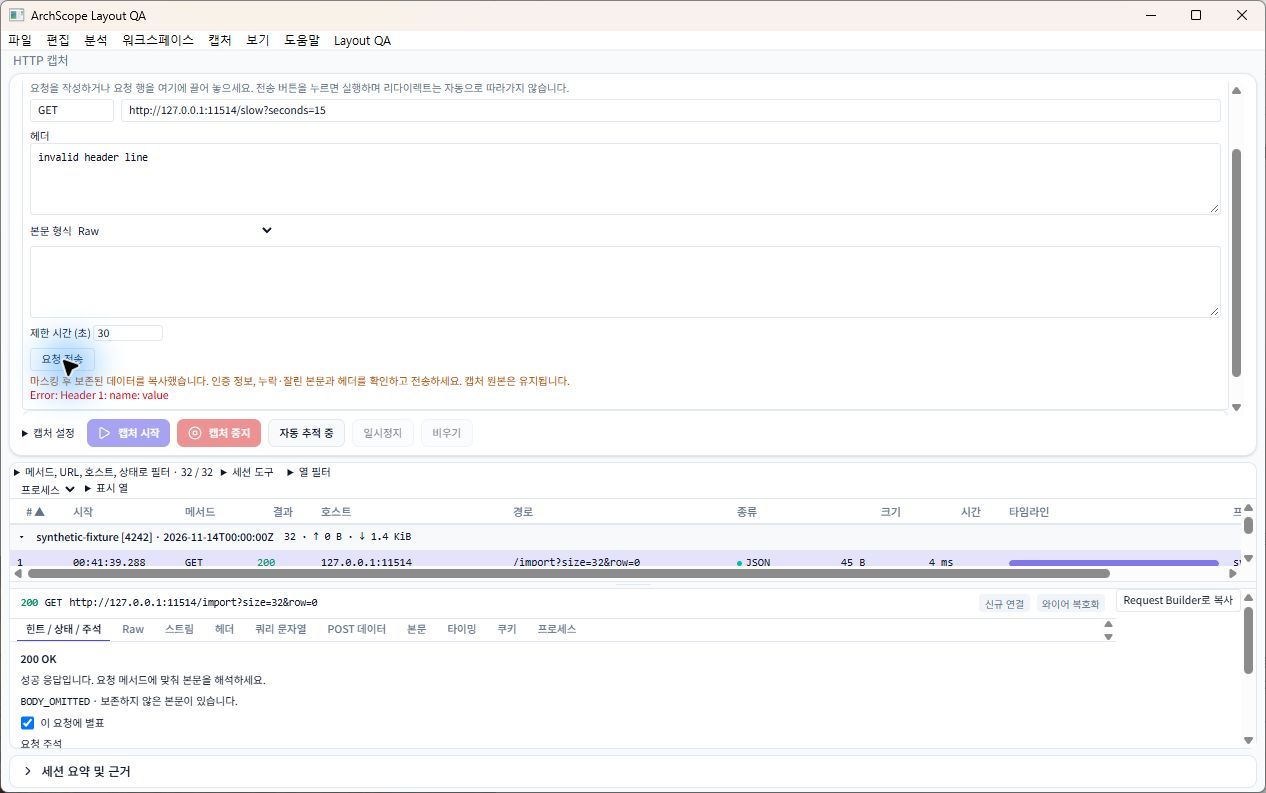 ArchScope Layout QA
파일 편집 분석 워크스페이스 캡처 보기 도움말 Layout QA
HTTP 캡처
요청을 작성하거나 요청 행을 여기에 끌어 놓으세요. 전송 버튼을 누르면 실행하며 리다이렉트는 자동으로 따라가지 않습니다.
GET http://127.0.0.1:11514/slow?seconds=15
헤더
invalid header line
본문 형식 Raw
제한 시간 (초) 30
요청 전송
마스킹 후 보존된 데이터를 복사했습니다. 인증 정보, 누락·잘린 본문과 헤더를 확인하고 전송하세요. 캡처 원본은 유지됩니다.
Error: Header 1: name: value
▶ 캡처 설정 캡처 시작 캡처 중지 자동 추적 중 일시정지 비우기
▶ 메서드, URL, 호스트, 상태로 필터 · 32 / 32 ▶ 세션 도구 ▶ 열 필터
프로세스 ▶ 표시 열
# ▲ 시작 메서드 결과 호스트 경로 종류 크기 시간 타임라인 프
synthetic-fixture [4242] · 2026-11-14T00:00:00Z 32 · ↑ 0 B · ↓ 1.4 KiB
1 00:41:39.288 GET 200 127.0.0.1:11514 /import?size=32&row=0 JSON 45 B 4 ms
200 GET http://127.0.0.1:11514/import?size=32&row=0 신규 연결 와이어 복호화 Request Builder로 복사
힌트 / 상태 / 주석 Raw 스트림 헤더 쿼리 문자열 POST 데이터 본문 타이밍 쿠키 프로세스
200 OK
성공 응답입니다. 요청 메서드에 맞춰 본문을 해석하세요.
BODY_OMITTED · 보존하지 않은 본문이 있습니다.
이 요청에 별표
요청 주석
세션 요약 및 근거